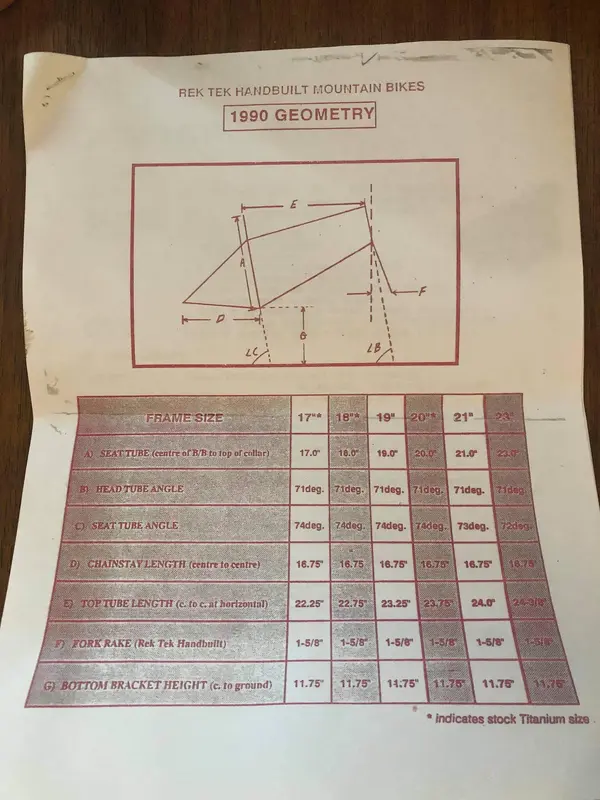 REK TEK HANDBUILT MOUNTAIN BIKES
1990 GEOMETRY
E
A
F
D
G
LC
LB
FRAME SIZE 17"* 18"* 19" 20"* 21" 23"
A) SEAT TUBE (centre of B/B to top of collar) 17.0" 18.0" 19.0" 20.0" 21.0" 23.0"
B) HEAD TUBE ANGLE 71deg. 71deg. 71deg. 71deg. 71deg. 71deg.
C) SEAT TUBE ANGLE 74deg. 74deg. 74deg. 74deg. 73deg. 72deg.
D) CHAINSTAY LENGTH (centre to centre) 16.75" 16.75 16.75" 16.75" 16.75" 16.75"
E) TOP TUBE LENGTH (c. to c. at horizontal) 22.25" 22.75" 23.25" 23.75" 24.0" 24-3/8"
F) FORK RAKE (Rek Tek Handbuilt) 1-5/8" 1-5/8" 1-5/8" 1-5/8" 1-5/8" 1-5/8"
G) BOTTOM BRACKET HEIGHT (c. to ground) 11.75" 11.75" 11.75" 11.75" 11.75" 11.75"
* indicates stock Titanium size